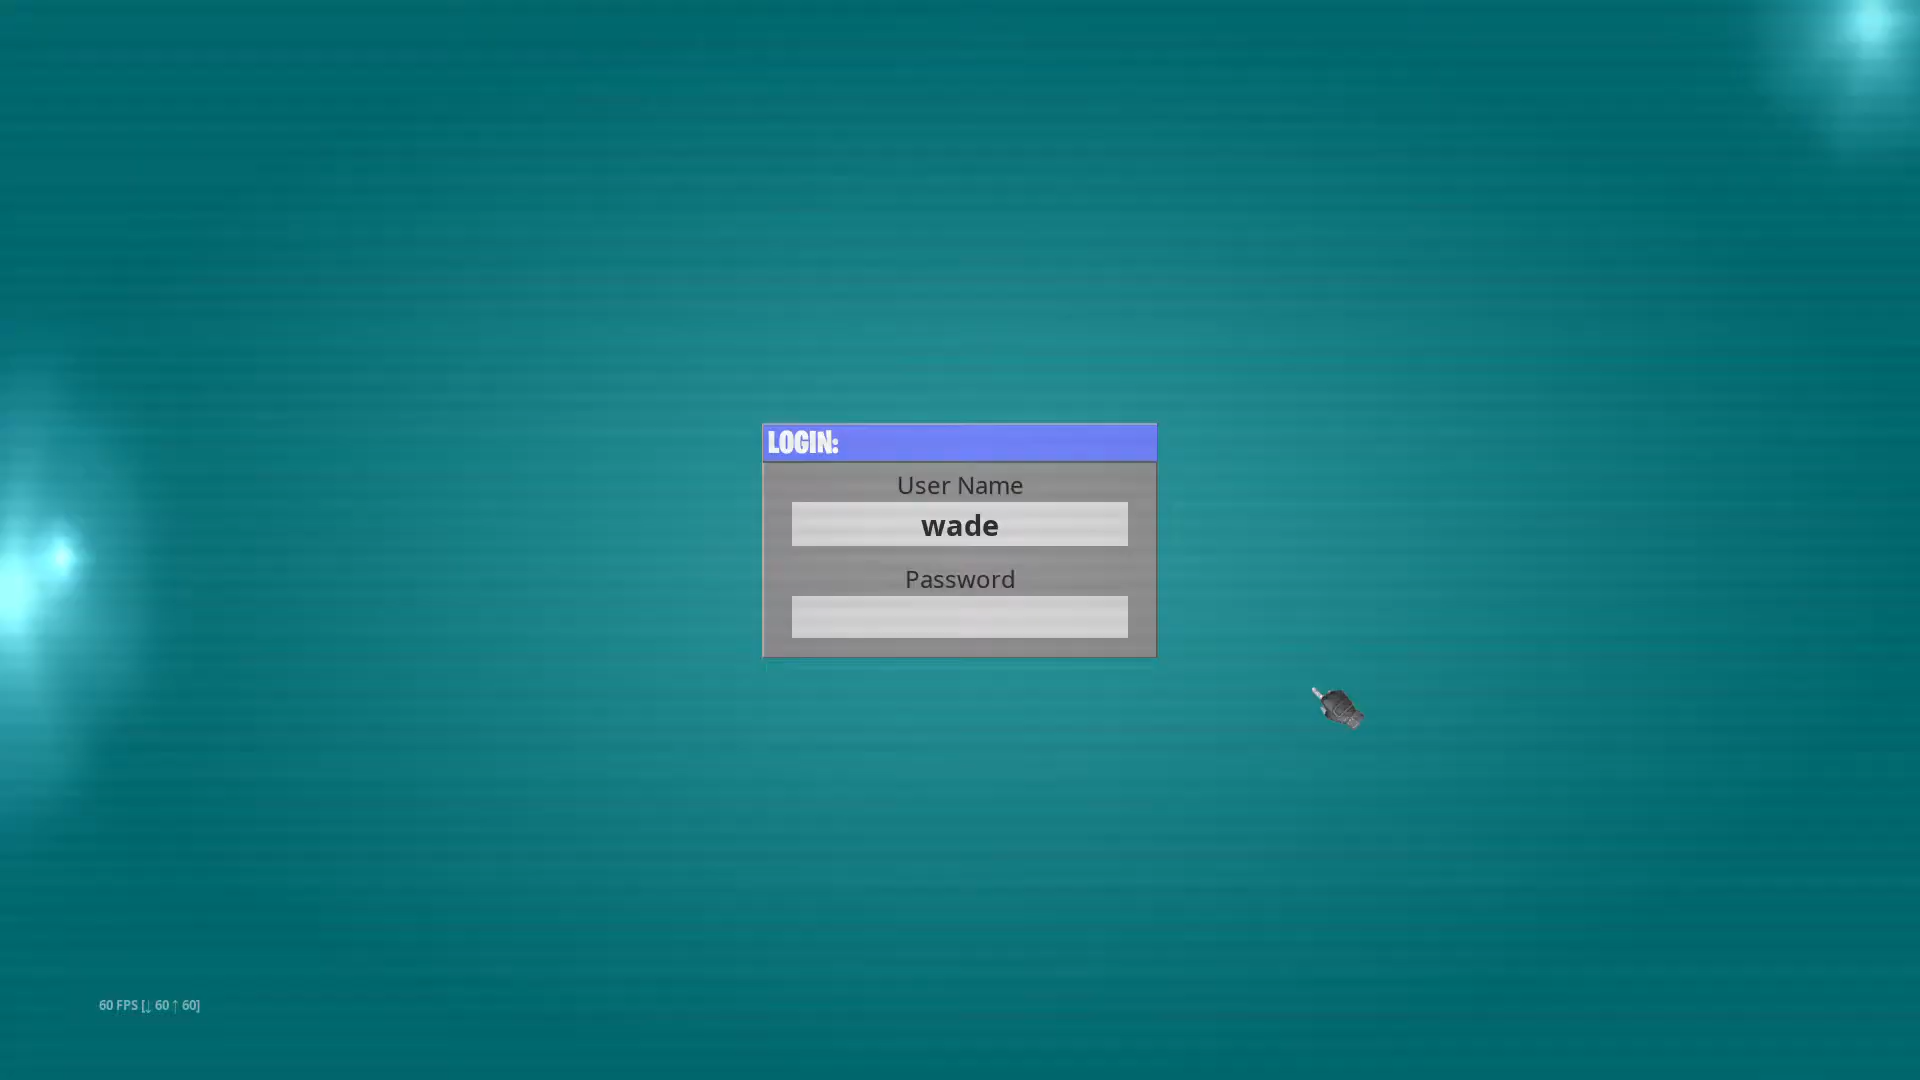 LOGIN:
User Name
wade
Password
60 FPS [↓ 60 ↑ 60]